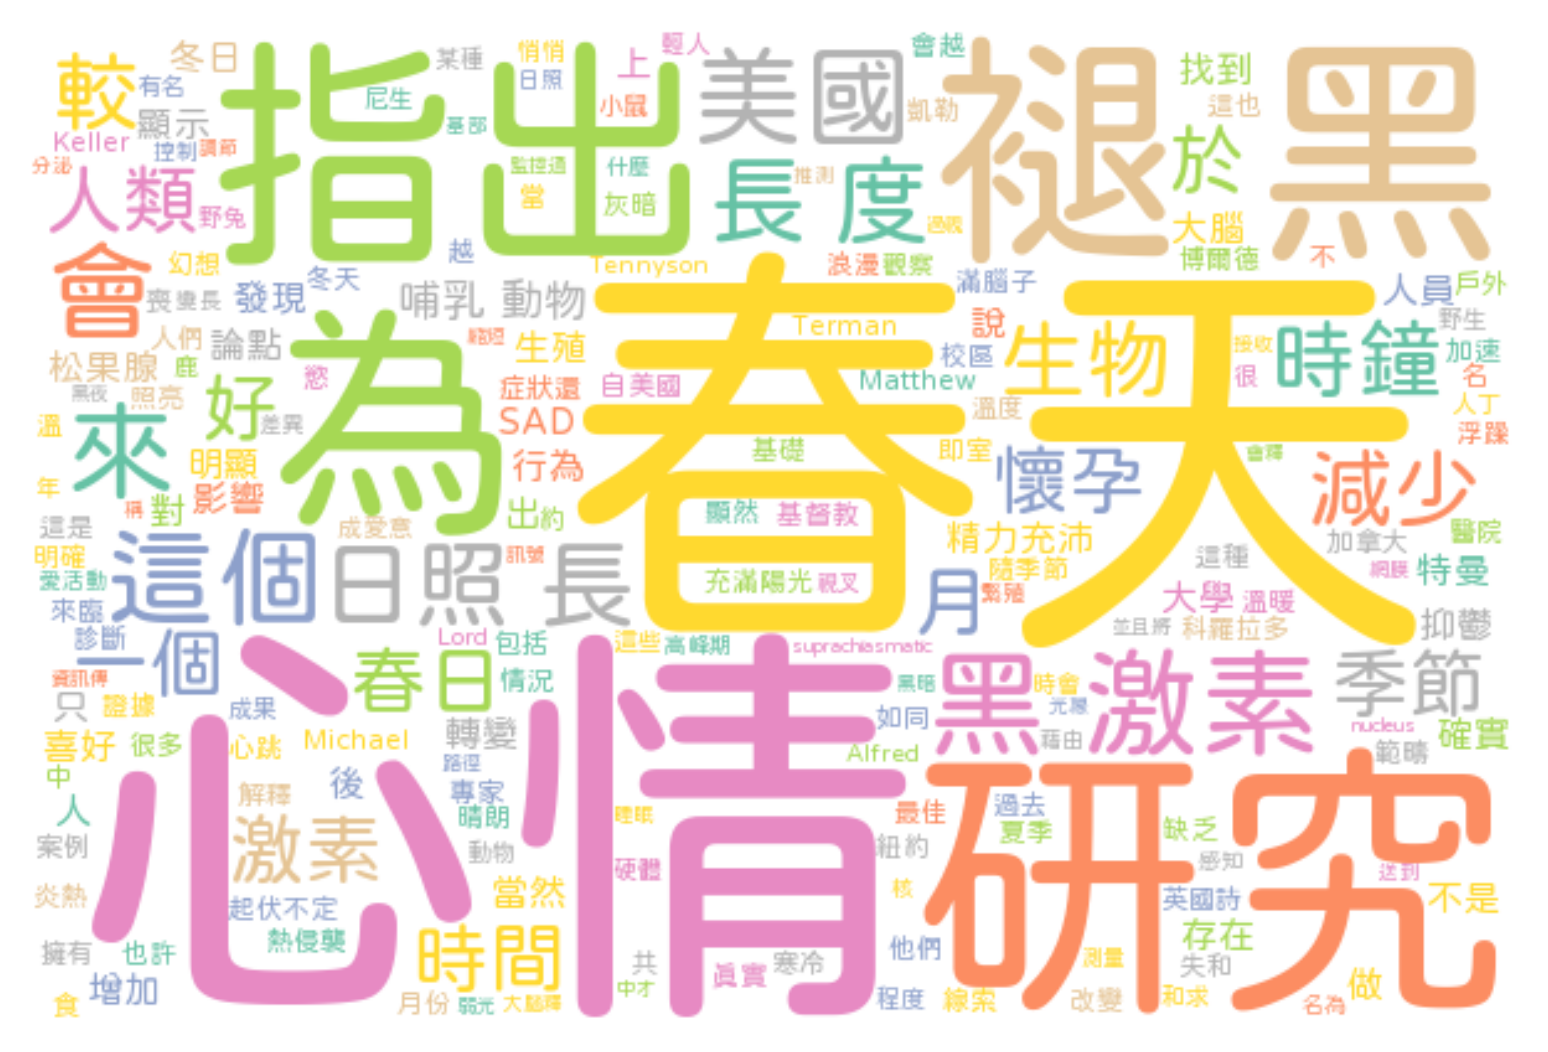 較
冬日
有名
顯示
Keller
控制
調節
分泌
人類
野兔
指出
某種
尼生
基部
悄悄
日照
上
輕人
小鼠
監控這
什麼
當
灰暗
美國
會越
凱勒
長度
推測
褪黑
找到
這也
於
大腦
博爾德
不
會
幻想
喪
發現
冬天
越
Tennyson
浪漫
觀察
滿腦子
人員
戶外
哺乳
動物
春天
Terman
說
野生
人們
論點
縮短
生殖
校區
生物
接收
時鐘
加速
松果腺
鹿
為
慾
症狀還
自美國
Matthew
很
名
黑夜
照亮
好
差異
SAD
溫度
人丁
溫
來
明顯
行為
基礎
即室
懷孕
會釋
減少
浮躁
年
影響
稱
對
出
約
顯然
基督教
這是
成愛意
精力充沛
加拿大
醫院
明確
這個
日照
訊號
長
隨季節
這種
網膜
特曼
愛活動
充滿陽光
視叉
月
繁殖
大學
溫暖
來臨
診斷
一個
Lord
包括
這些
高峰期
suprachiasmatic
並且將
科羅拉多
抑鬱
春日
情況
黑暗
黑
時會
激素
季節
資訊傳
只
證據
成果
心情
如同
光感
藉由
nucleus
確實
喜好
很多
心跳
Michael
轉變
Alfred
範疇
中
路徑
後
專家
研究
人
解釋
晴朗
睡眠
最佳
過去
夏季
缺乏
案例
激素
動物
硬體
紐約
感知
送到
炎熱
起伏不定
當然
核
英國詩
不是
擁有
也許
熱侵襲
時間
他們
存在
共
眞實
寒冷
測量
失和
增加
中才
程度
做
食
月份
弱光
大腦釋
線索
改變
和求
名為